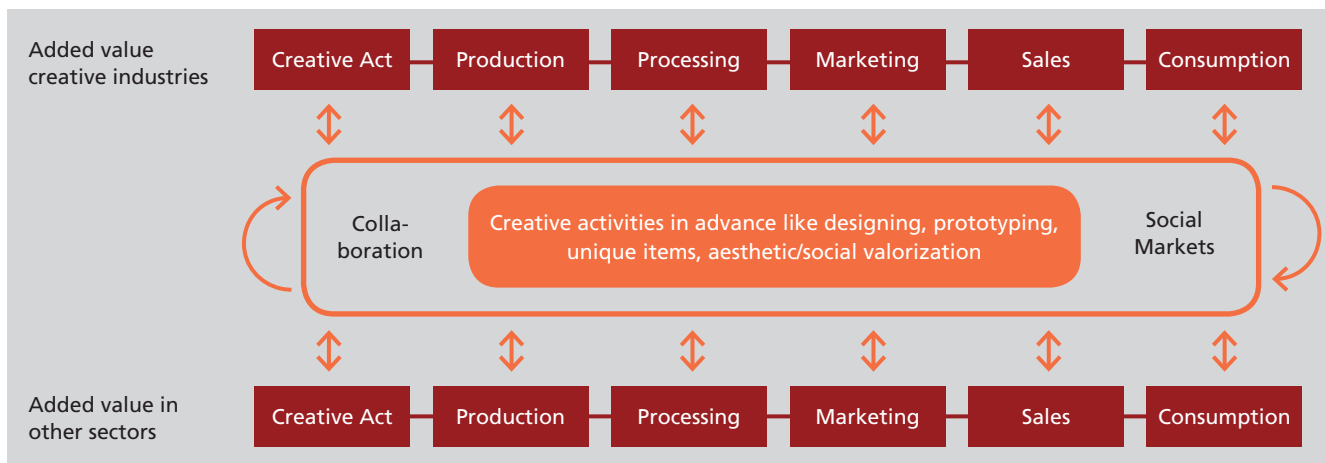 Added value
creative industries
Creative Act
Production
Processing
Marketing
Sales
Consumption
Colla-
boration
Creative activities in advance like designing, prototyping,
unique items, aesthetic/social valorization
Social
Markets
Added value in
other sectors
Creative Act
Production
Processing
Marketing
Sales
Consumption